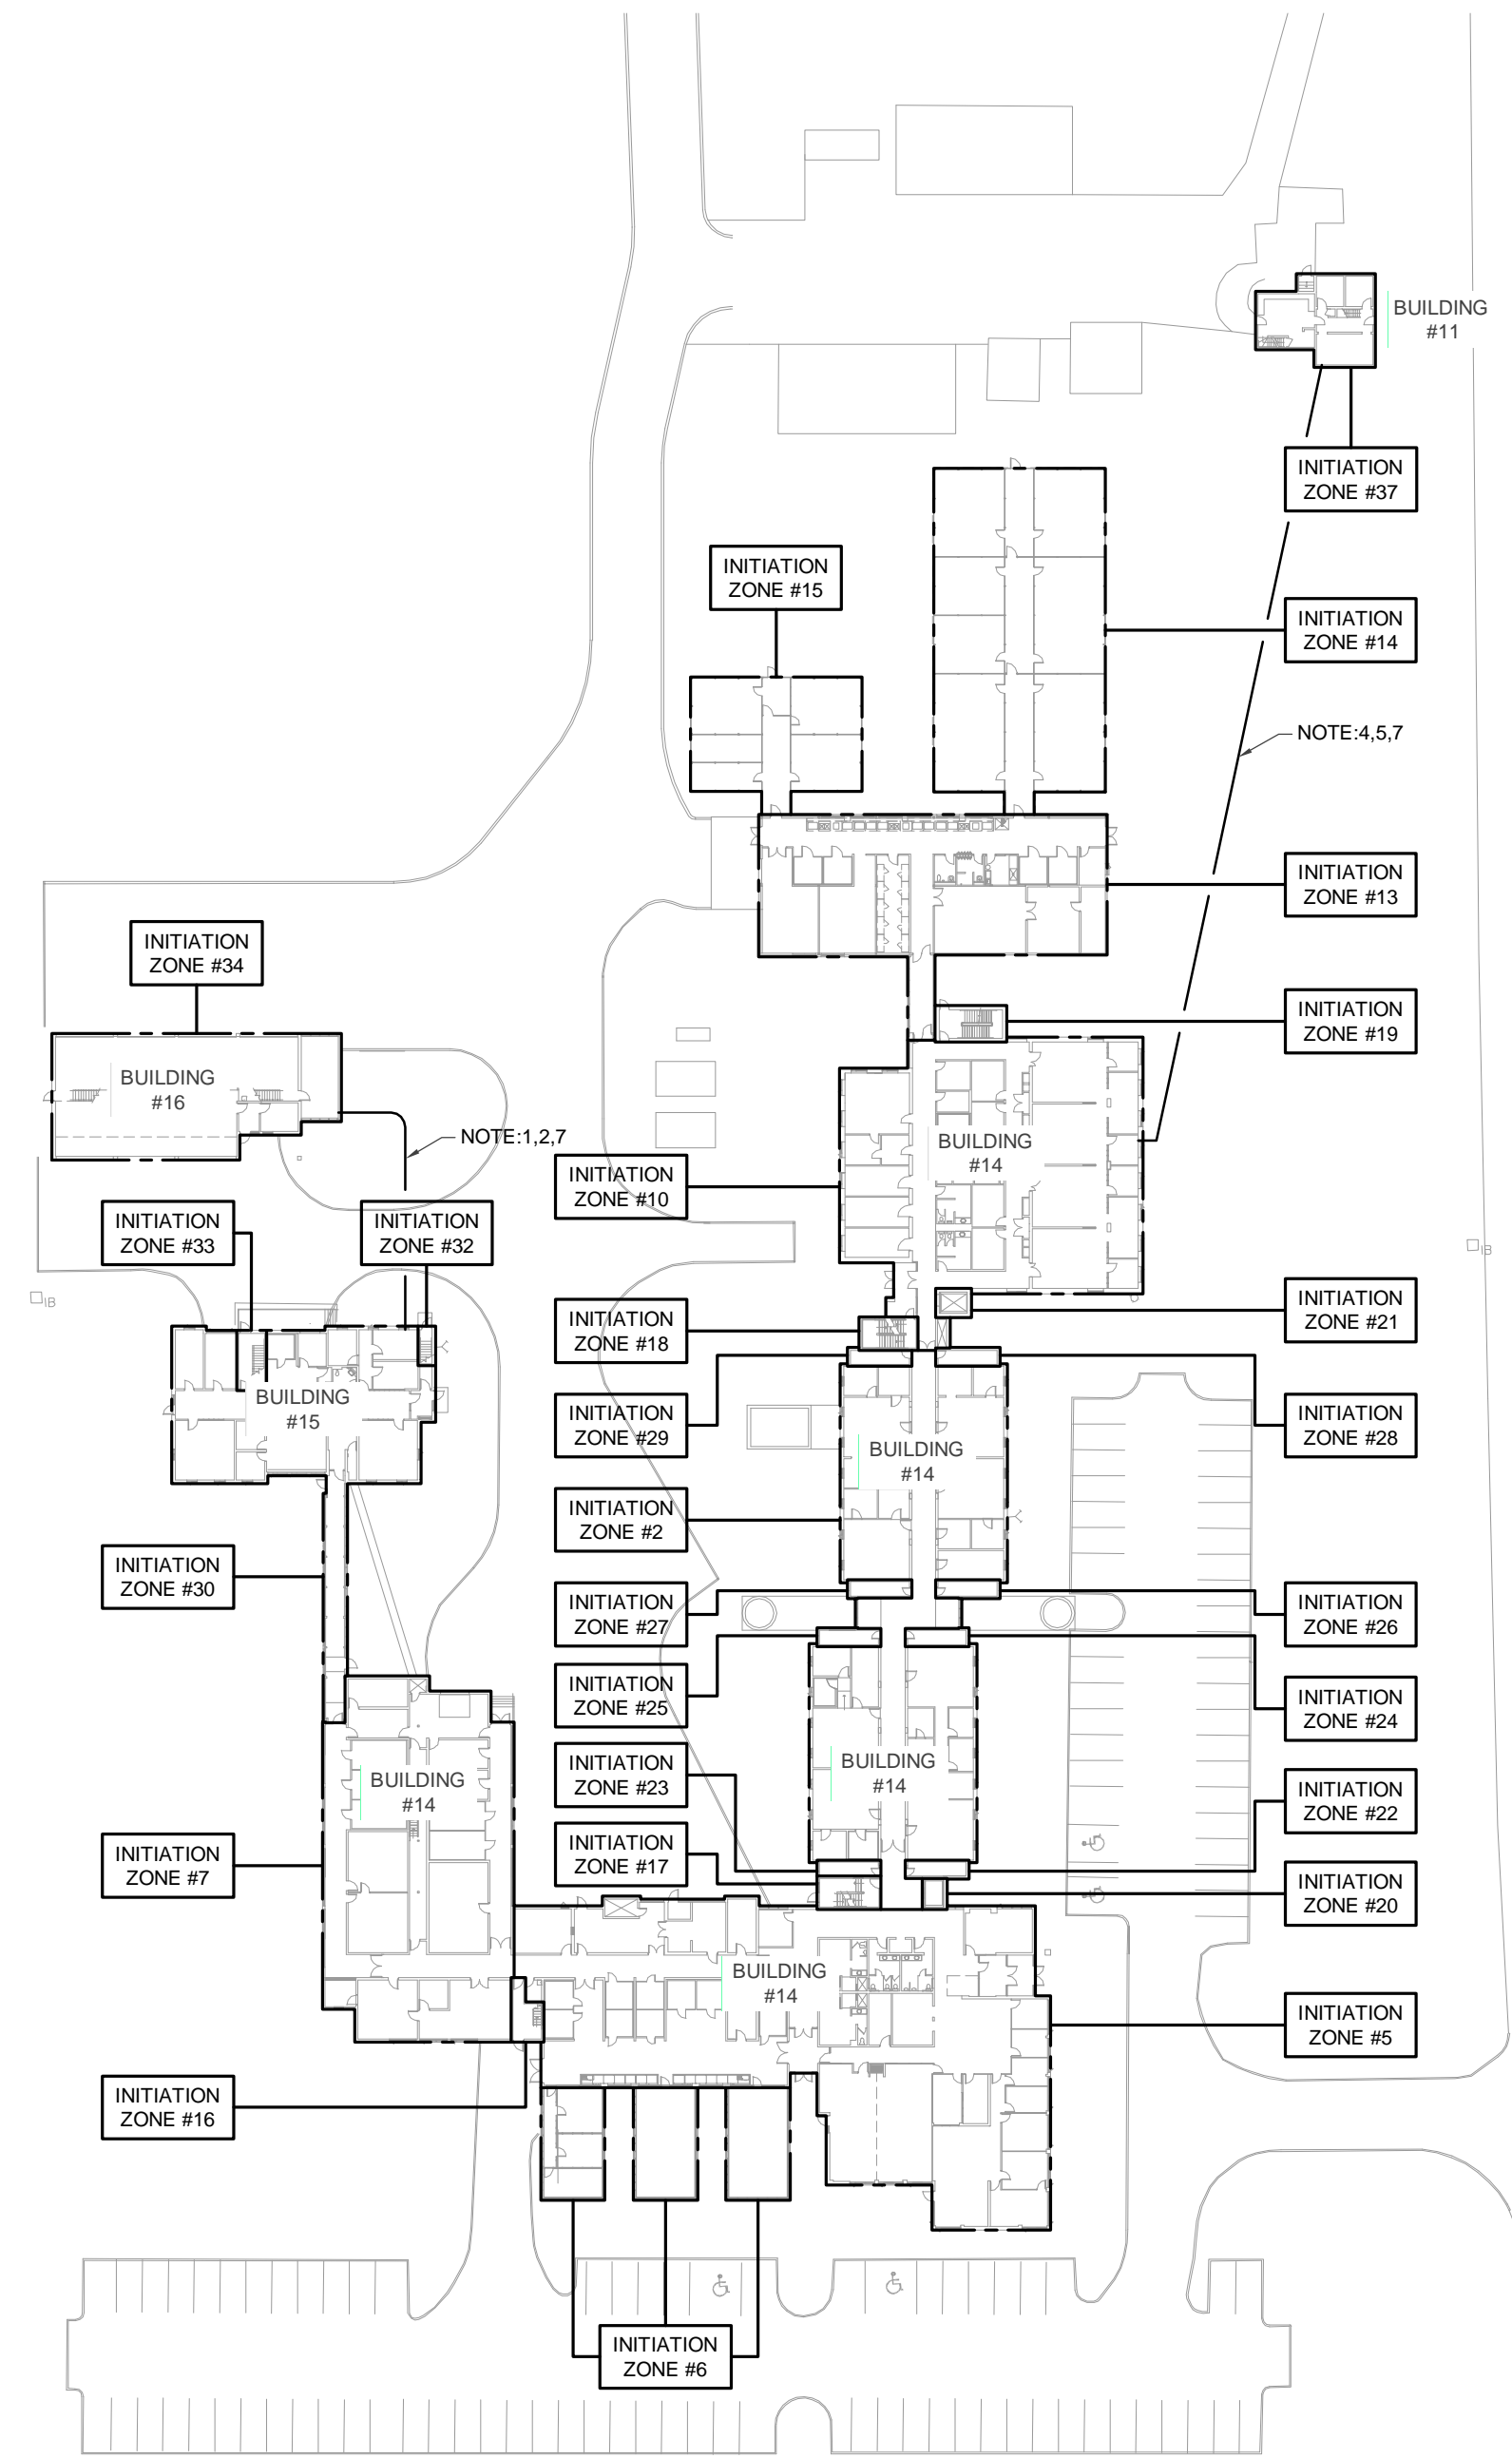 BUILDING
#11
INITIATION
ZONE #37
INITIATION
ZONE #15
INITIATION
ZONE #14
NOTE:4,5,7
INITIATION
ZONE #13
INITIATION
ZONE #34
INITIATION
ZONE #19
BUILDING
#16
NOTE:1,2,7
BUILDING
#14
INITIATION
ZONE #10
INITIATION
ZONE #33
INITIATION
ZONE #32
IB
IB
INITIATION
ZONE #21
INITIATION
ZONE #18
BUILDING
#15
INITIATION
ZONE #29
INITIATION
ZONE #28
BUILDING
#14
INITIATION
ZONE #2
INITIATION
ZONE #30
INITIATION
ZONE #27
INITIATION
ZONE #26
INITIATION
ZONE #25
INITIATION
ZONE #24
BUILDING
#14
BUILDING
#14
INITIATION
ZONE #23
INITIATION
ZONE #22
INITIATION
ZONE #7
INITIATION
ZONE #17
INITIATION
ZONE #20
BUILDING
#14
INITIATION
ZONE #5
INITIATION
ZONE #16
INITIATION
ZONE #6